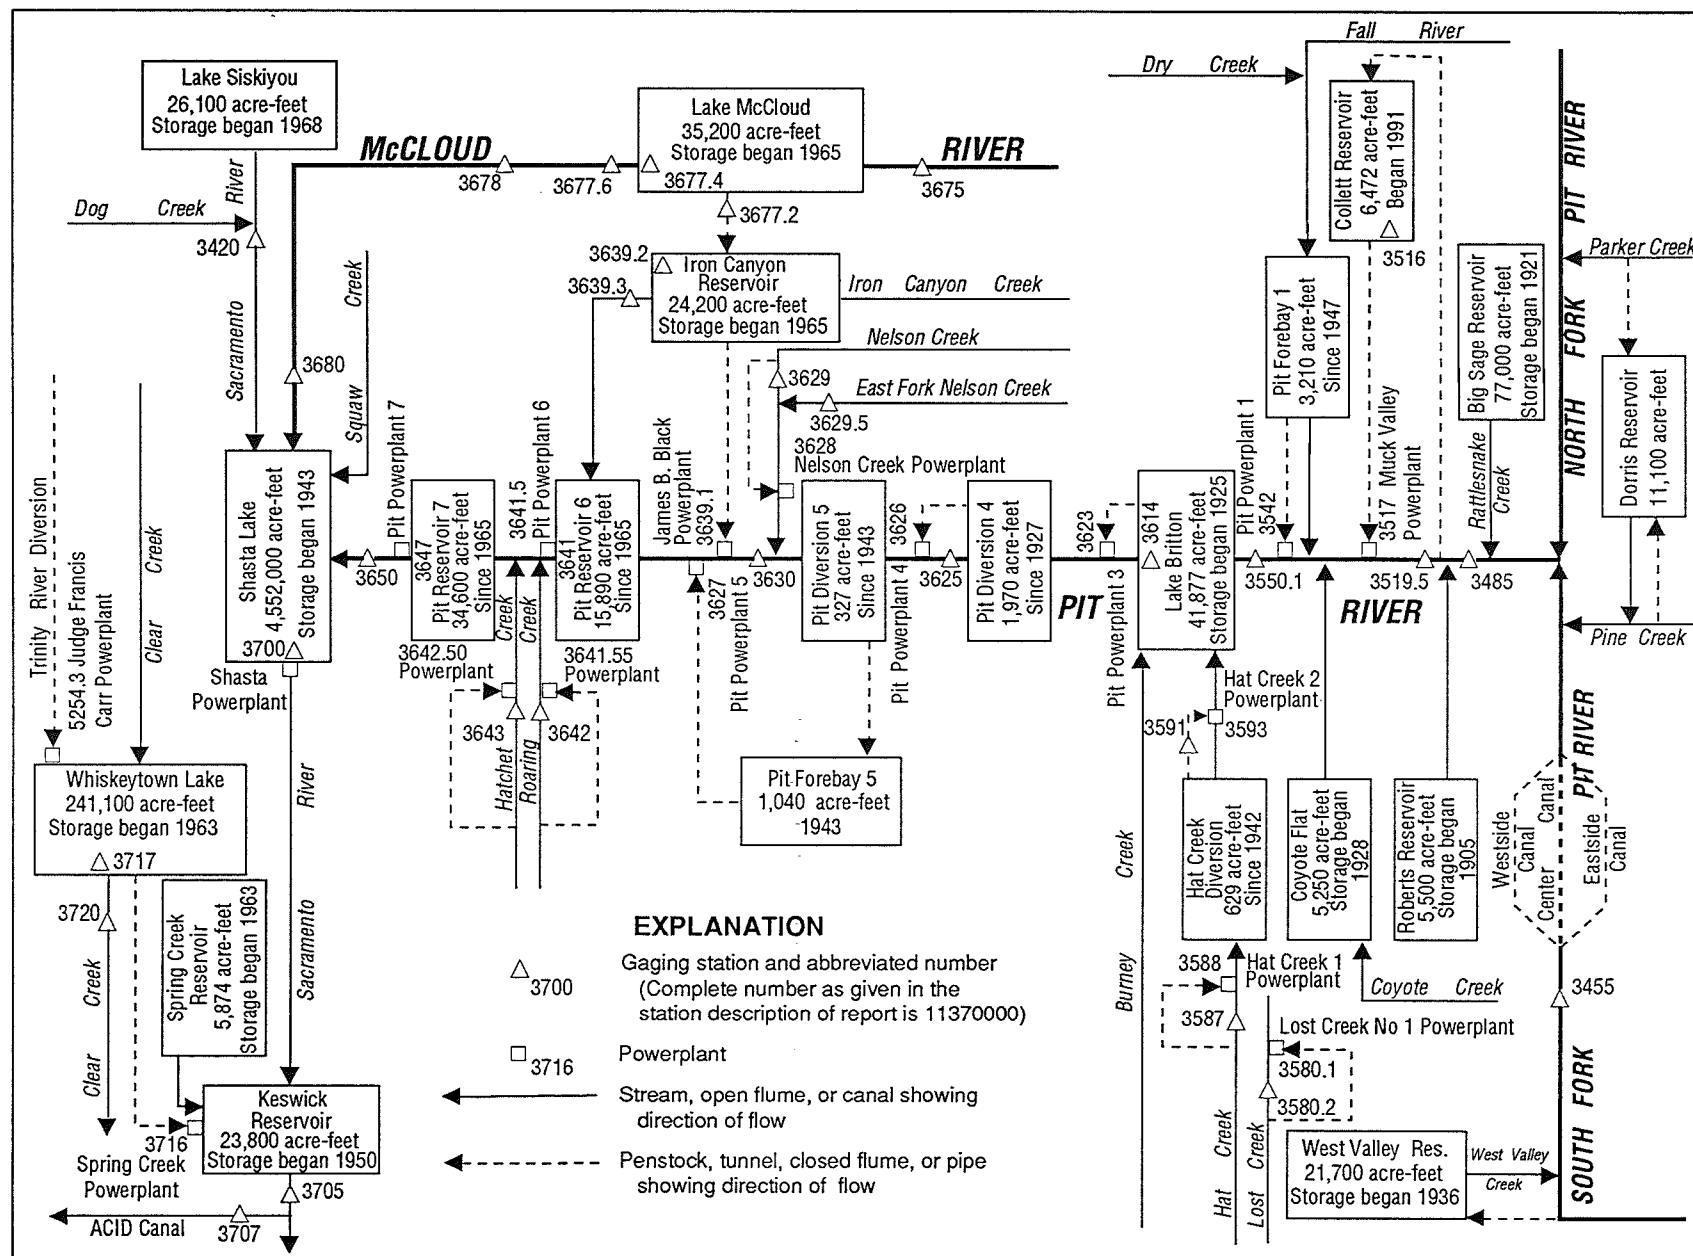 Fall River
Dry Creek
Lake Siskiyou
26,100 acre-feet
Storage began 1968
Lake McCloud
35,200 acre-feet
Storage began 1965
McCLOUD RIVER
3678
3677.6
3677.4
3675
3677.2
Collett Reservoir
6,472 acre-feet
Began 1991
3516
NORTH FORK PIT RIVER
Parker Creek
Dog Creek
River
3420
Sacramento
Squaw Creek
3680
3639.2
3639.3
Iron Canyon
Reservoir
24,200 acre-feet
Storage began 1965
Iron Canyon Creek
Nelson Creek
3629
East Fork Nelson Creek
3629.5
3628
Nelson Creek Powerplant
Pit Forebay 1
3,210 acre-feet
Since 1947
Big Sage Reservoir
77,000 acre-feet
Storage began 1921
Rattlesnake
Creek
Dorris Reservoir
11,100 acre-feet
Pine Creek
Trinity River Diversion
5254.3 Judge Francis
Carr Powerplant
Clear Creek
Shasta Lake
4,552,000 acre-feet
Storage began 1943
3700
Shasta
Powerplant
Pit Powerplant 7
3650
3647
Pit Reservoir 7
34,600 acre-feet
Since 1965
3641.5
Pit Powerplant 6
3641
Pit Reservoir 6
15,890 acre-feet
Since 1965
James B. Black
Powerplant
3639.1
3627
Pit Powerplant 5
3630
Pit Diversion 5
327 acre-feet
Since 1943
3626
Pit Powerplant 4
3625
Pit Diversion 4
1,970 acre-feet
Since 1927
PIT RIVER
3623
Pit Powerplant 3
3614
Lake Britton
41,877 acre-feet
Storage began 1925
Pit Powerplant 1
3542
3550.1
3517 Muck Valley
Powerplant
3519.5
3485
3642.50
Powerplant
3641.55
Powerplant
3643
3642
Hatchet Creek
Roaring Creek
Pit Forebay 5
1,040 acre-feet
1943
Hat Creek 2
Powerplant
3591
3593
Hat Creek
Diversion
629 acre-feet
Since 1942
Coyote Flat
5,250 acre-feet
Storage began
1928
Roberts Reservoir
5,500 acre-feet
Storage began
1905
Westside
Canal
Center Canal
Eastside
Canal
PIT RIVER
Whiskeytown Lake
241,100 acre-feet
Storage began 1963
3717
3720
Clear Creek
Spring Creek
Reservoir
5,874 acre-feet
Storage began 1963
Sacramento River
Keswick
Reservoir
23,800 acre-feet
Storage began 1950
3716
Spring Creek
Powerplant
3705
ACID Canal
3707
Burney Creek
3588
Hat Creek 1
Powerplant
3587
Coyote Creek
Lost Creek No 1 Powerplant
3580.1
3580.2
Hat Creek
Lost Creek
3455
West Valley Res.
21,700 acre-feet
Storage began 1936
West Valley
Creek
SOUTH FORK
EXPLANATION
3700
Gaging station and abbreviated number
(Complete number as given in the
station description of report is 11370000)
3716
Powerplant
Stream, open flume, or canal showing
direction of flow
Penstock, tunnel, closed flume, or pipe
showing direction of flow